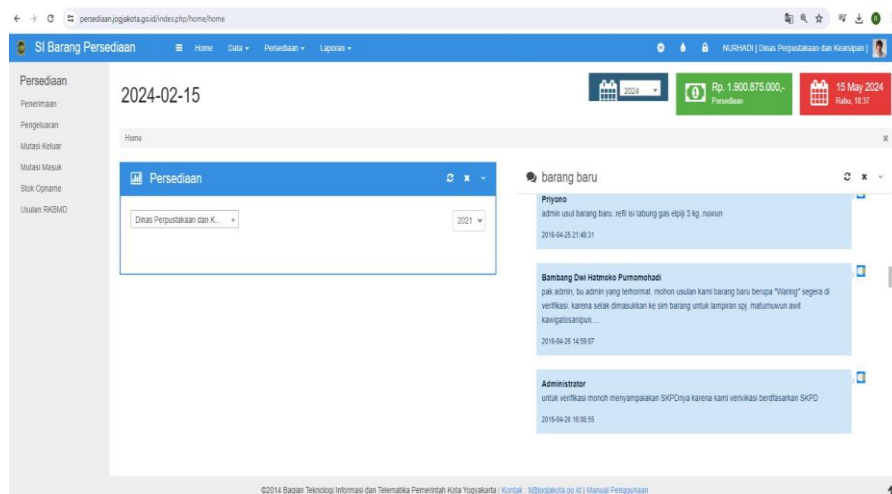 persediaan.jogjakota.go.id/index.php/home/home
SI Barang Persediaan
Home Data Persediaan Laporan
NURHADI [ Dinas Perpustakaan dan Kearsipan ]
Persediaan
Penerimaan
Pengeluaran
Mutasi Keluar
Mutasi Masuk
Stok Opname
Usulan RKBMD
2024-02-15
2024
Rp. 1.900.875.000,-
Persediaan
15 May 2024
Rabu, 18:37
Home
Persediaan
Dinas Perpustakaan dan K...
2021
barang baru
Priyono
admin usul barang baru..refil isi tabung gas elpiji 3 kg..nuwun
2016-04-25 21:48:31
Bambang Dwi Hatmoko Purnomohadi
pak admin, bu admin yang terhormat. mohon usulan kami barang baru berupa "Waring" segera di
verifikasi, karena selak dimasukkan ke sim barang untuk lampiran spj. maturnuwun awit
kawigatosanipun....
2016-04-26 14:59:07
Administrator
untuk verifikasi monoh menyampaiakan SKPDnya karena kami verivikasi berdfasarkan SKPD
2016-04-26 16:08:55
©2014 Bagian Teknologi Informasi dan Telematika Pemerintah Kota Yogyakarta | Kontak : ti@jogjakota.go.id | Manual Penggunaan